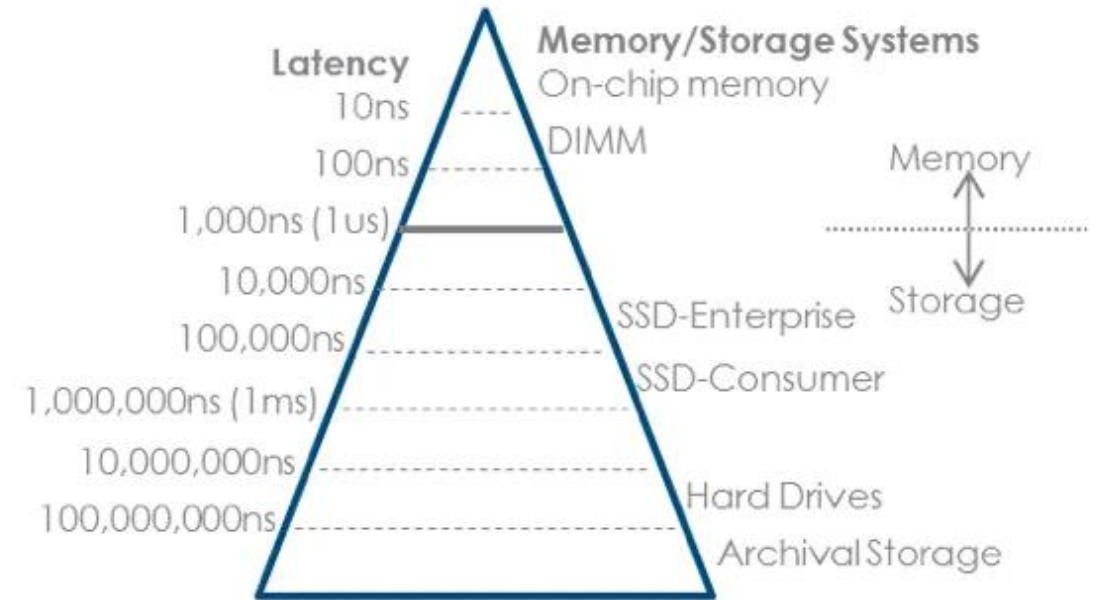 Latency
10ns
100ns
1,000ns (1us)
10,000ns
100,000ns
1,000,000ns (1ms)
10,000,000ns
100,000,000ns
Memory/Storage Systems
On-chip memory
DIMM
SSD-Enterprise
SSD-Consumer
Hard Drives
Archival Storage
Memory
Storage